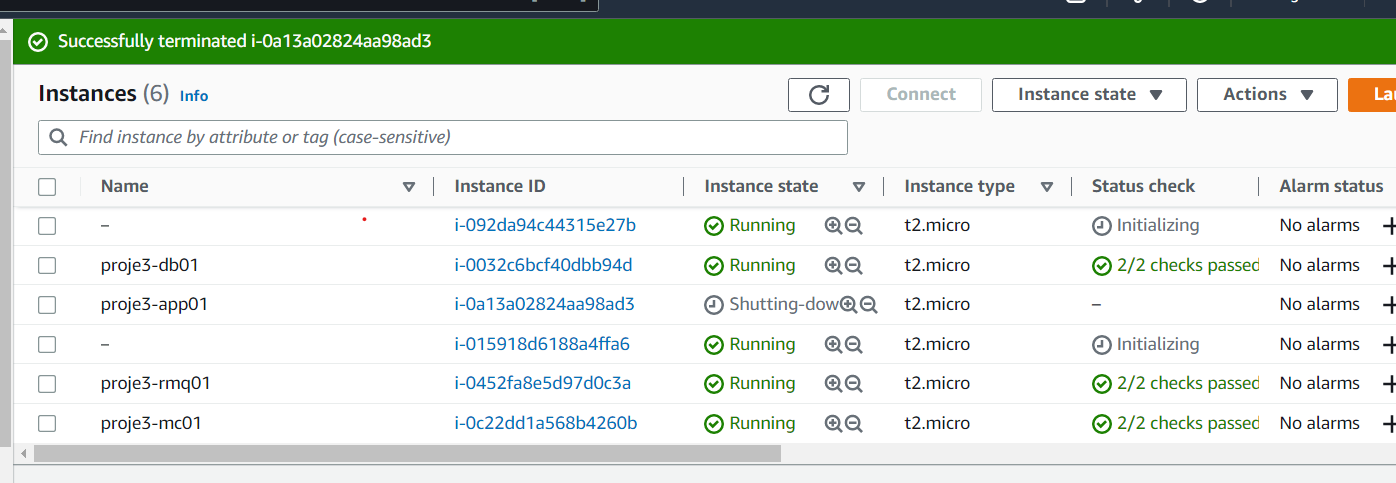 Successfully terminated i-0a13a02824aa98ad3
Instances (6) Info
Connect Instance state Actions
Find instance by attribute or tag (case-sensitive)
Name Instance ID Instance state Instance type Status check Alarm status
– i-092da94c44315e27b Running t2.micro Initializing No alarms
proje3-db01 i-0032c6bcf40dbb94d Running t2.micro 2/2 checks passed No alarms
proje3-app01 i-0a13a02824aa98ad3 Shutting-dow t2.micro – No alarms
– i-015918d6188a4ffa6 Running t2.micro Initializing No alarms
proje3-rmq01 i-0452fa8e5d97d0c3a Running t2.micro 2/2 checks passed No alarms
proje3-mc01 i-0c22dd1a568b4260b Running t2.micro 2/2 checks passed No alarms